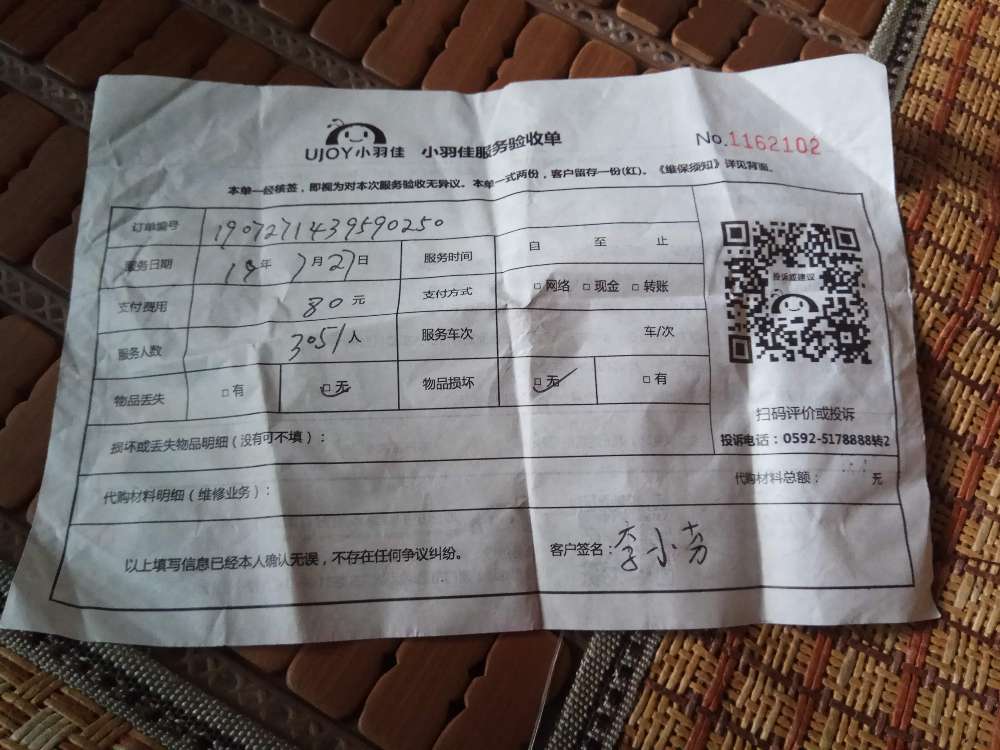 UJOY小羽佳 小羽佳服务验收单
No.1162102
本单一经核签，即视为对本次服务验收无异议。本单一式两份，客户留存一份(红)。《维保须知》详见背面。
订单编号 1907271439590250
服务日期 19年7月27日 服务时间 自 至 止
支付费用 80元 支付方式 □网络 □现金 □转账
服务人数 3051人 服务车次 车/次
物品丢失 □有 □无 物品损坏 □无 □有
投诉或建议
扫码评价或投诉
投诉电话：0592-5178888转2
损坏或丢失物品明细（没有可不填）：
代购材料明细（维修业务）： 代购材料总额： 元
以上填写信息已经本人确认无误，不存在任何争议纠纷。 客户签名：李小芳